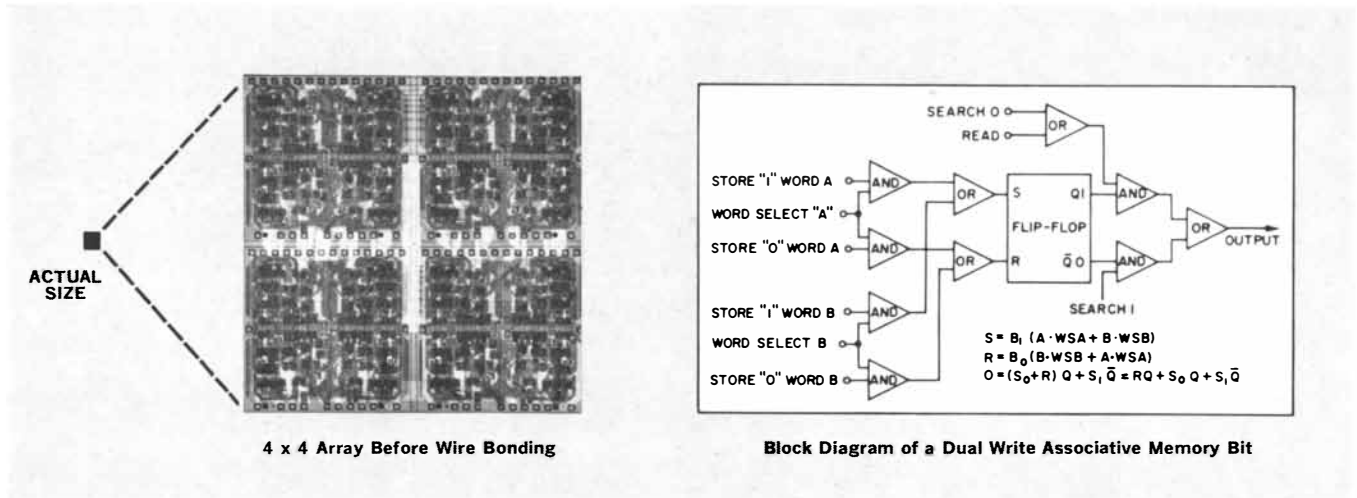 ACTUAL
SIZE
4 x 4 Array Before Wire Bonding
SEARCH 0
READ
OR
STORE "1" WORD A
AND
WORD SELECT "A"
STORE "0" WORD A
AND
OR
OR
S
Q1
FLIP-FLOP
R
Q̄ 0
AND
AND
OR
OUTPUT
SEARCH 1
STORE "1" WORD B
AND
WORD SELECT B
STORE "0" WORD B
AND
S = B₁ (A·WSA + B·WSB)
R = B₀ (B·WSB + A·WSA)
O = (S₀+R) Q + S₁ Q̄ = RQ + S₀ Q + S₁ Q̄
Block Diagram of a Dual Write Associative Memory Bit